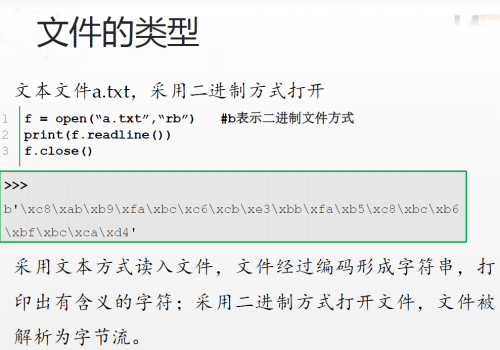 文件的类型
文本文件a.txt，采用二进制方式打开
1 f = open(“a.txt”,“rb”) #b表示二进制文件方式
2 print(f.readline())
3 f.close()
>>>
b'\xc8\xab\xb9\xfa\xbc\xc6\xcb\xe3\xbb\xfa\xb5\xc8\xbc\xb6
\xbf\xbc\xca\xd4'
采用文本方式读入文件，文件经过编码形成字符串，打
印出有含义的字符；采用二进制方式打开文件，文件被
解析为字节流。